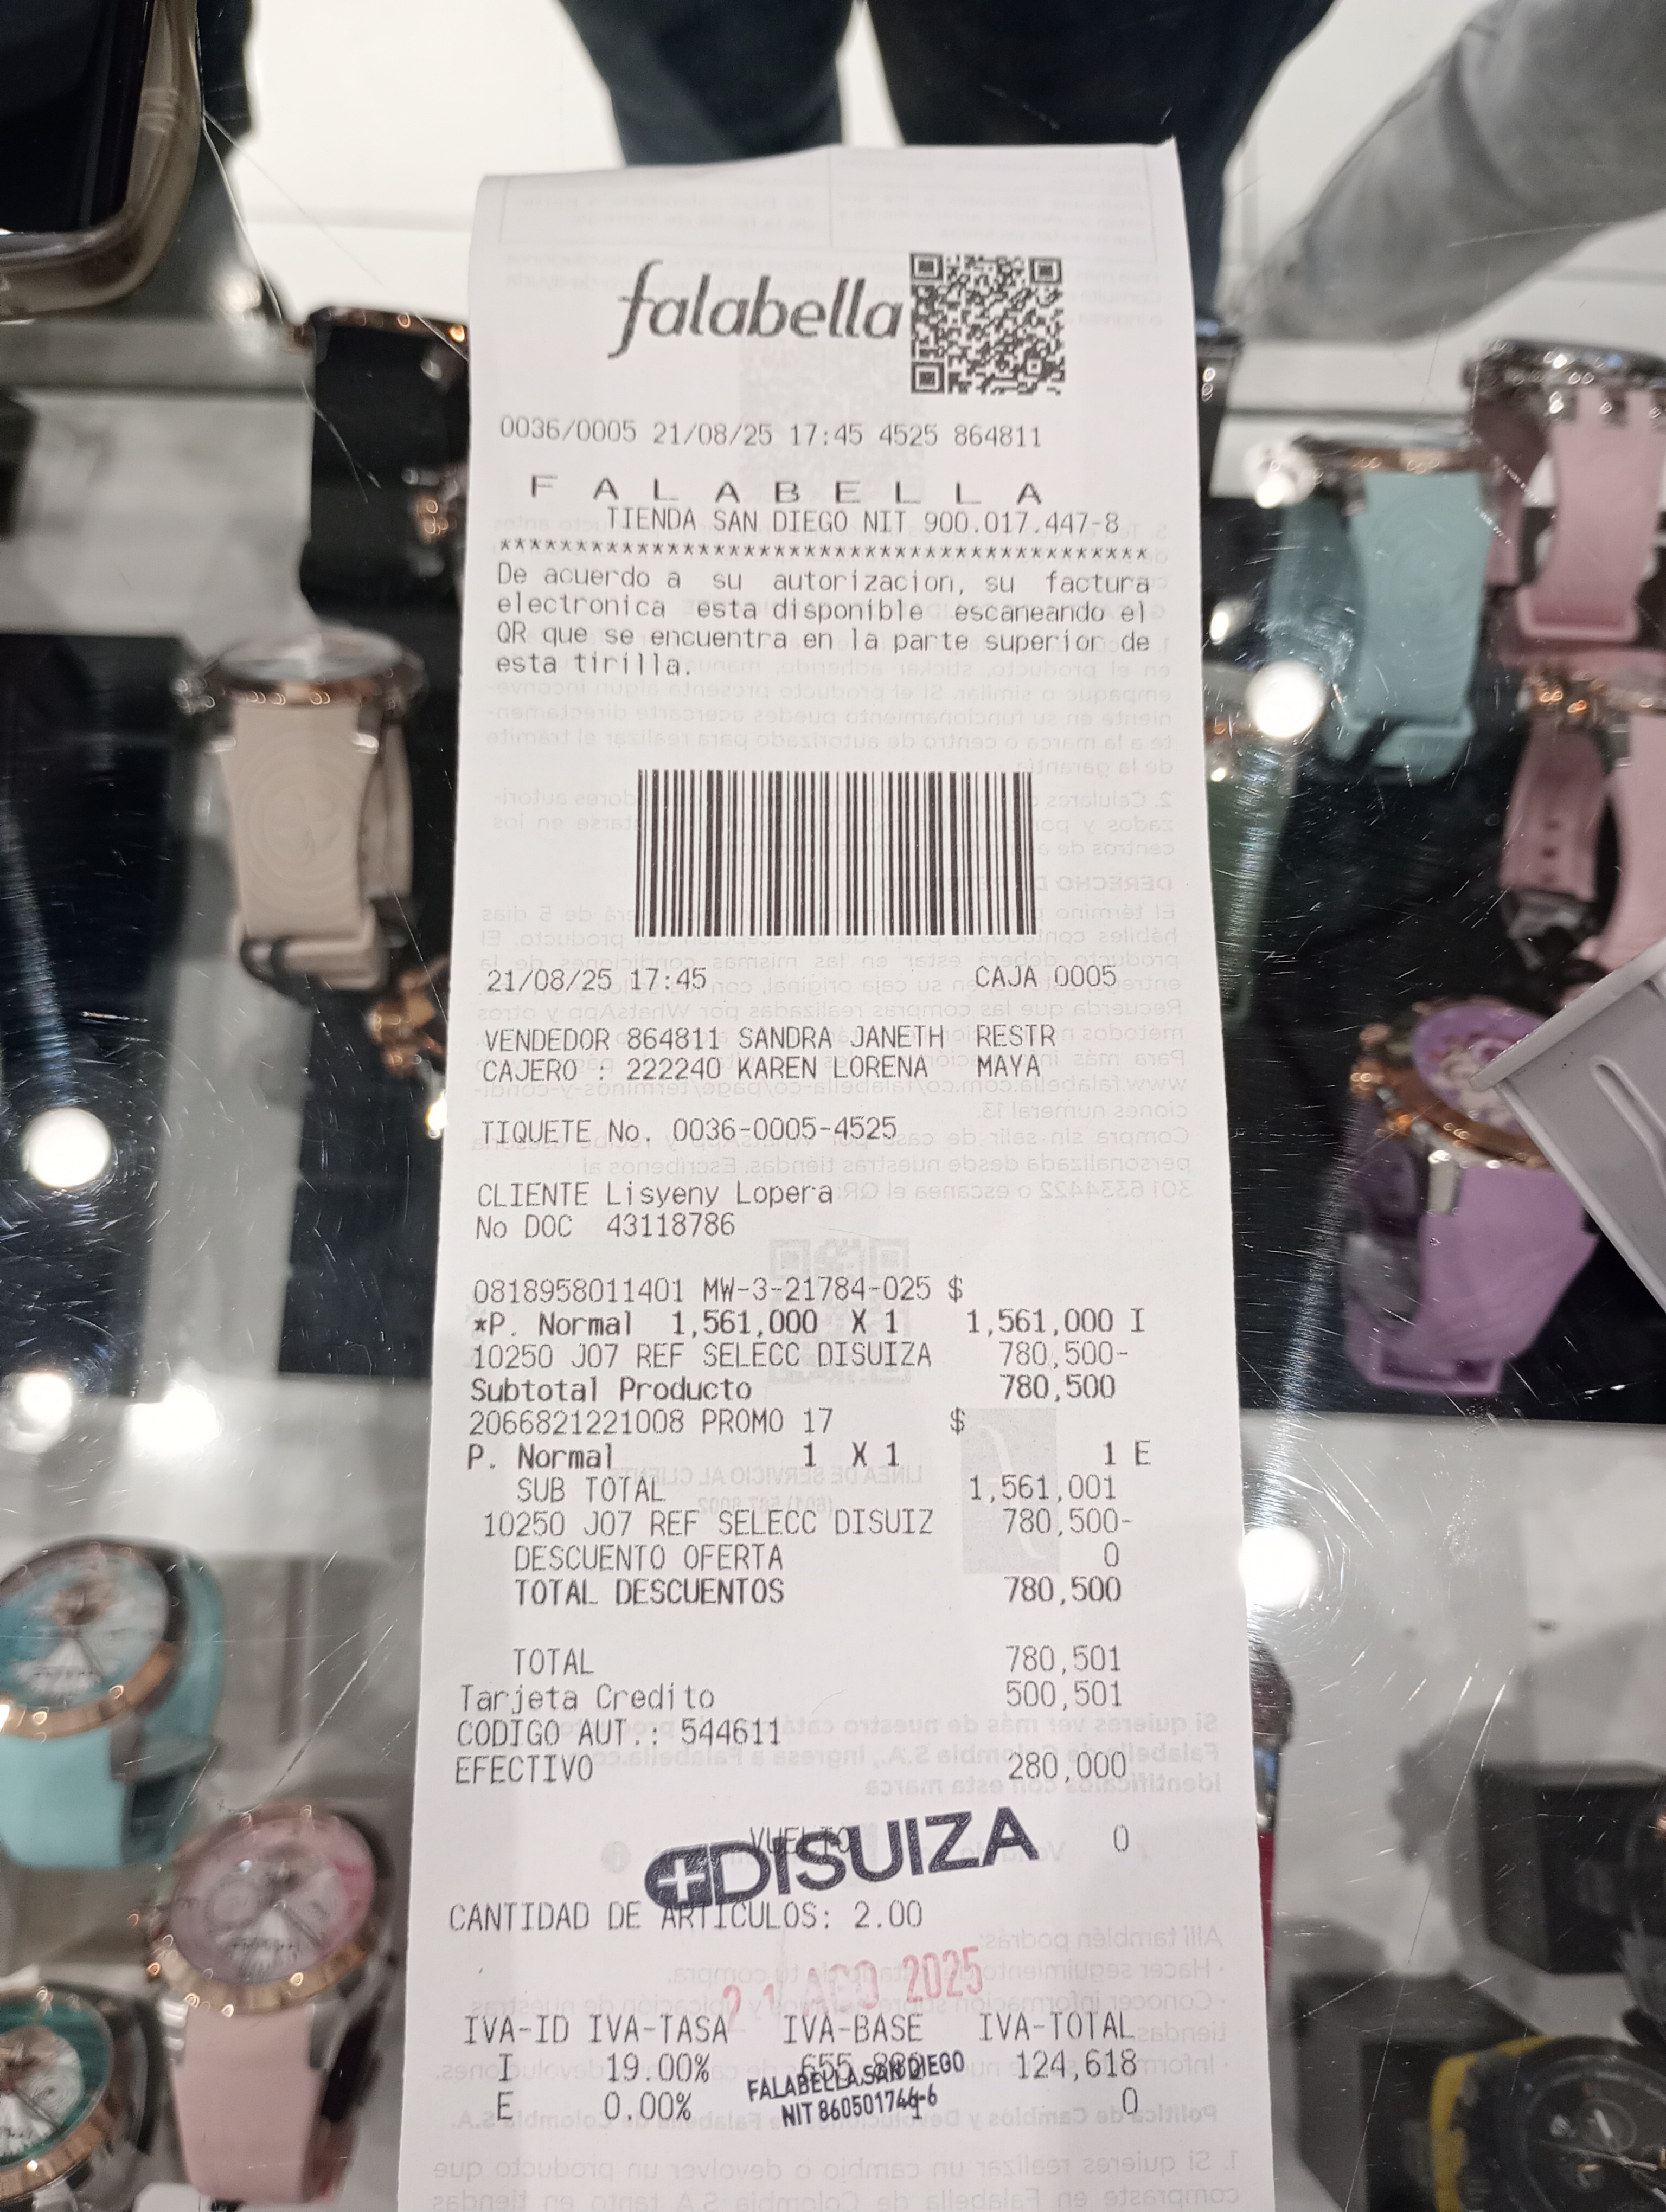 falabella
0036/0005 21/08/25 17:45 4525 864811
F A L A B E L L A
TIENDA SAN DIEGO NIT 900.017.447-8
*******************************************
De acuerdo a su autorizacion, su factura
electronica esta disponible escaneando el
QR que se encuentra en la parte superior de
esta tirilla.
21/08/25 17:45 CAJA 0005
VENDEDOR 864811 SANDRA JANETH RESTR
CAJERO : 222240 KAREN LORENA MAYA
TIQUETE No. 0036-0005-4525
CLIENTE Lisyeny Lopera
No DOC 43118786
0818958011401 MW-3-21784-025 $
*P. Normal 1,561,000 X 1 1,561,000 I
10250 J07 REF SELECC DISUIZA 780,500-
Subtotal Producto 780,500
2066821221008 PROMO 17 $
P. Normal 1 X 1 1 E
SUB TOTAL 1,561,001
10250 J07 REF SELECC DISUIZ 780,500-
DESCUENTO OFERTA 0
TOTAL DESCUENTOS 780,500
TOTAL 780,501
Tarjeta Credito 500,501
CODIGO AUT.: 544611
EFECTIVO 280,000
VUELTO 0
DISUIZA
CANTIDAD DE ARTICULOS: 2.00
21 AGO 2025
IVA-ID IVA-TASA IVA-BASE IVA-TOTAL
I 19.00% 124,618
FALABELLA SAN DIEGO
E 0.00% 0
NIT 860501746-6